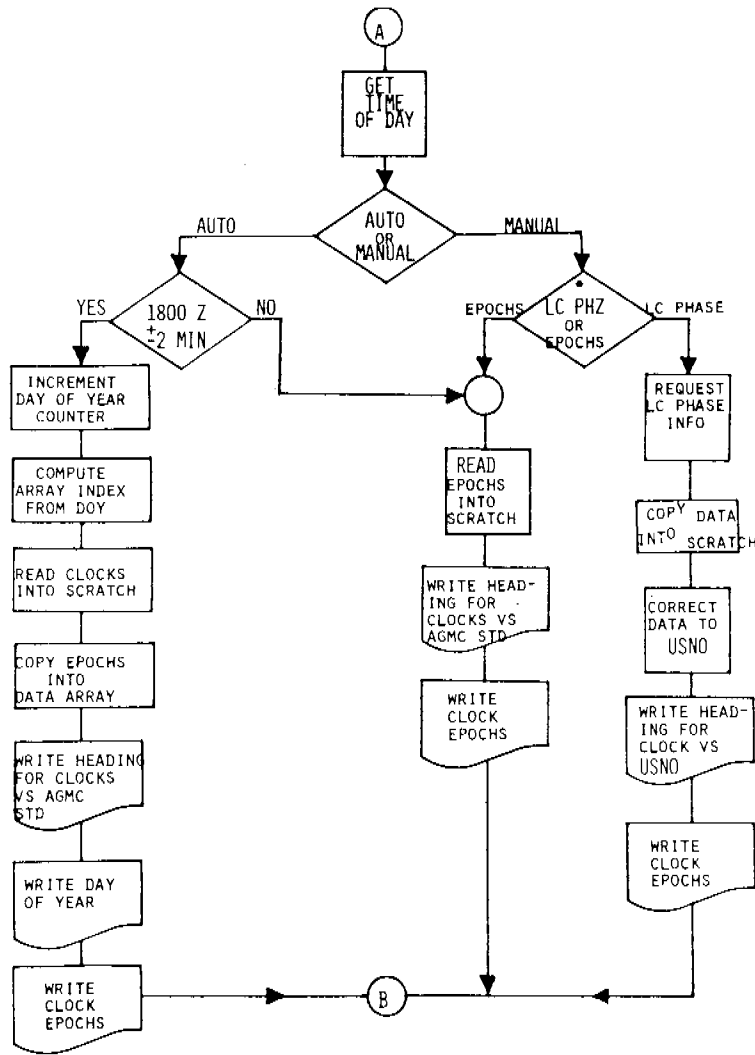 A
GET
TIME
OF DAY
AUTO
OR
MANUAL
AUTO
MANUAL
1800 Z
±2 MIN
YES
NO
*
LC PHZ
OR
EPOCHS
EPOCHS
LC PHASE
INCREMENT
DAY OF YEAR
COUNTER
COMPUTE
ARRAY INDEX
FROM DOY
READ CLOCKS
INTO SCRATCH
COPY EPOCHS
INTO
DATA ARRAY
WRITE HEADING
FOR CLOCKS
VS AGMC
STD
WRITE DAY
OF YEAR
WRITE
CLOCK
EPOCHS
READ
EPOCHS
INTO
SCRATCH
WRITE HEAD-
ING FOR
CLOCKS VS
AGMC STD
WRITE
CLOCK
EPOCHS
REQUEST
LC PHASE
INFO
COPY DATA
INTO SCRATCH
CORRECT
DATA TO
USNO
WRITE HEAD-
ING FOR
CLOCK VS
USNO
WRITE
CLOCK
EPOCHS
B